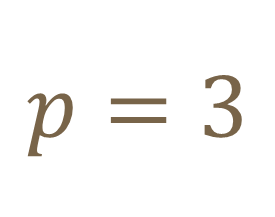 p = 3